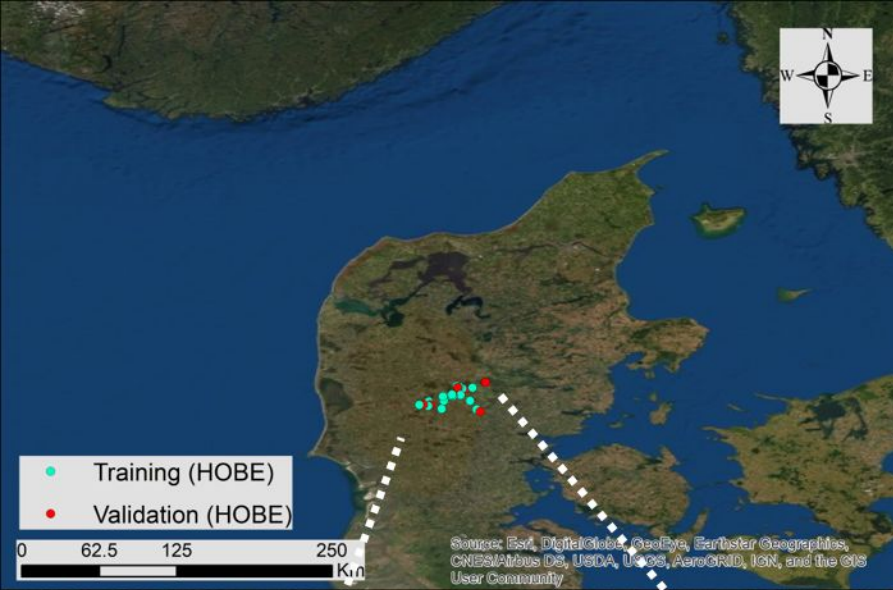 N
W E
S
Training (HOBE)
Validation (HOBE)
0 62.5 125 250
Km
Source: Esri, DigitalGlobe, GeoEye, Earthstar Geographics,
CNES/Airbus DS, USDA, USGS, AeroGRID, IGN, and the GIS
User Community